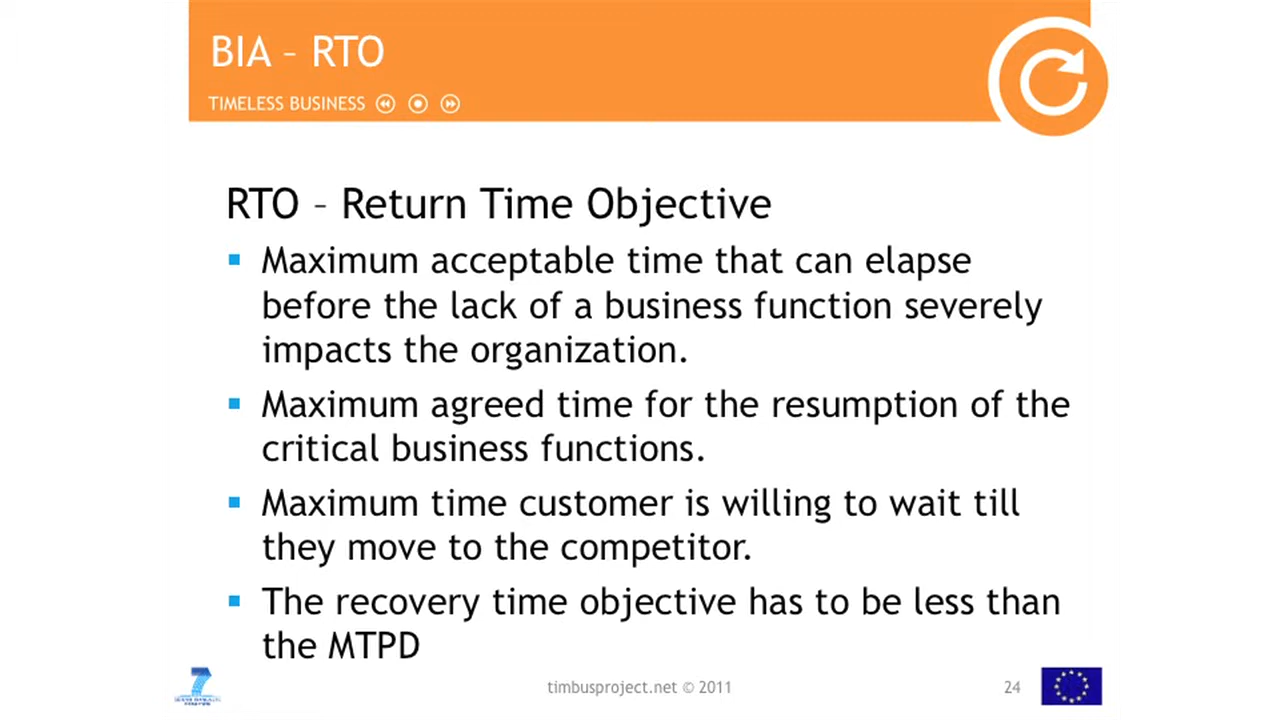 BIA – RTO
TIMELESS BUSINESS
RTO – Return Time Objective
Maximum acceptable time that can elapse
before the lack of a business function severely
impacts the organization.
Maximum agreed time for the resumption of the
critical business functions.
Maximum time customer is willing to wait till
they move to the competitor.
The recovery time objective has to be less than
the MTPD
timbusproject.net © 2011
24